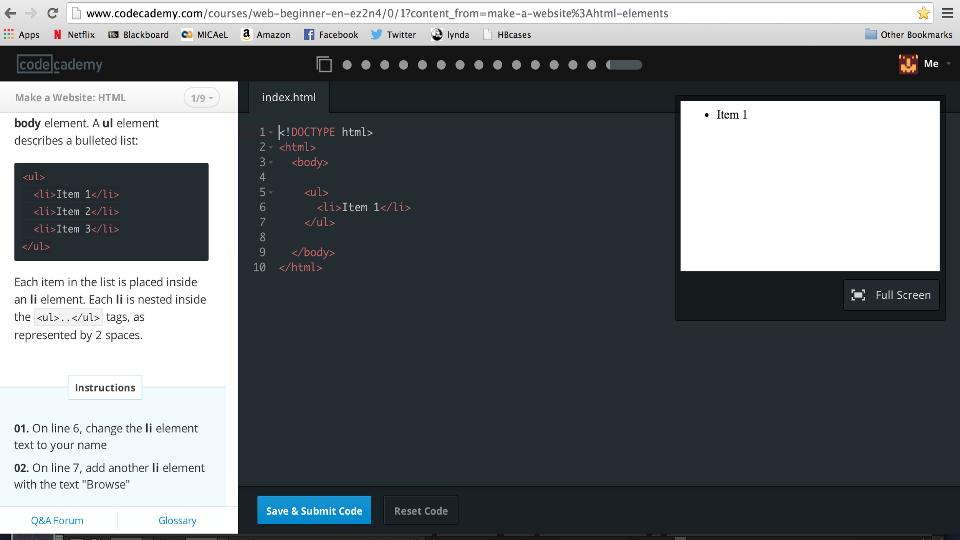 www.codecademy.com/courses/web-beginner-en-ez2n4/0/1?content_from=make-a-website%3Ahtml-elements
Apps N Netflix Bb Blackboard MICAeL a Amazon Facebook Twitter lynda HBcases Other Bookmarks
codecademy Me
Make a Website: HTML 1/9
index.html
body element. A ul element
describes a bulleted list:
<ul>
<li>Item 1</li>
<li>Item 2</li>
<li>Item 3</li>
</ul>
Each item in the list is placed inside
an li element. Each li is nested inside
the <ul>..</ul> tags, as
represented by 2 spaces.
Instructions
01. On line 6, change the li element
text to your name
02. On line 7, add another li element
with the text "Browse"
Q&A Forum Glossary
1 <!DOCTYPE html>
2 <html>
3 <body>
4
5 <ul>
6 <li>Item 1</li>
7 </ul>
8
9 </body>
10 </html>
Save & Submit Code Reset Code
• Item 1
Full Screen